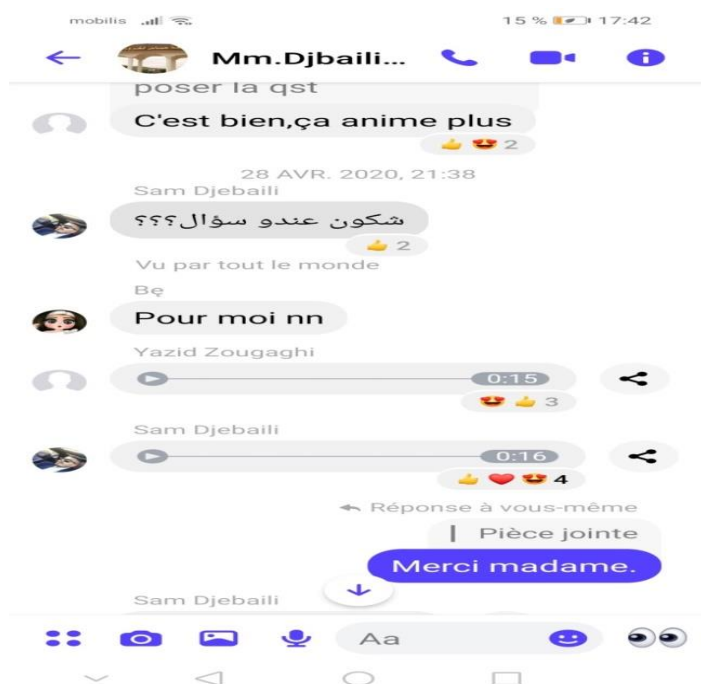 mobilis 15 % 17:42
Mm.Djbaili...
poser la qst
C'est bien,ça anime plus
2
28 AVR. 2020, 21:38
Sam Djebaili
شكون عندو سؤال؟؟؟
2
Vu par tout le monde
Bę
Pour moi nn
Yazid Zougaghi
0:15
3
Sam Djebaili
0:16
4
Réponse à vous-même
Pièce jointe
Merci madame.
Sam Djebaili
Aa